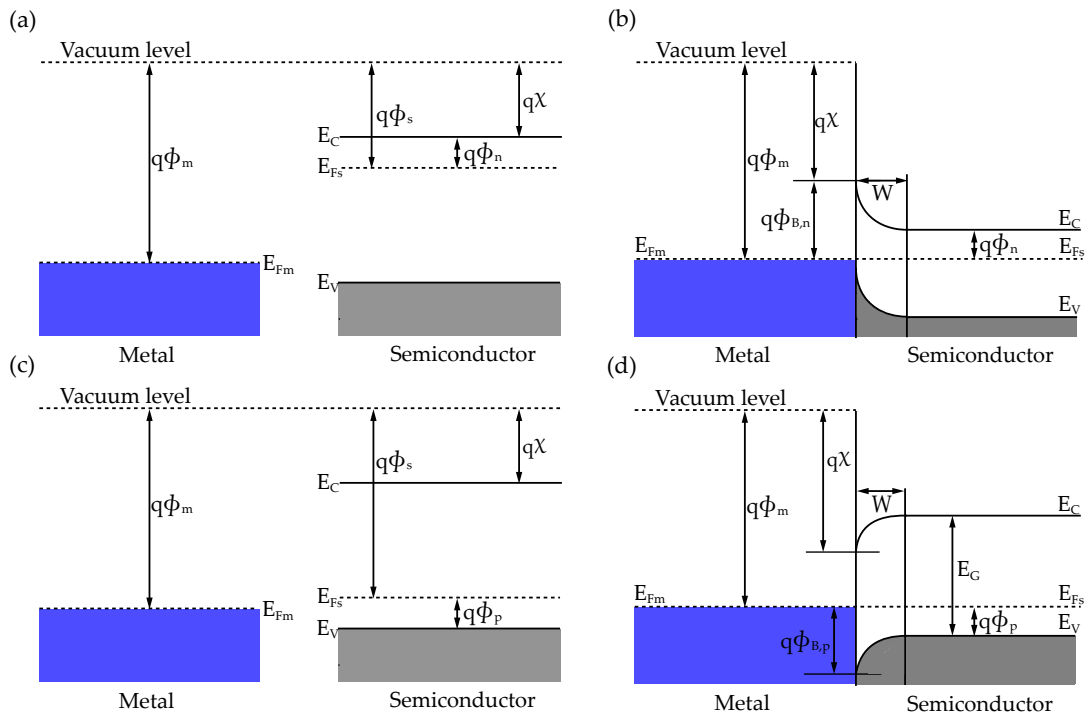 (a)
Vacuum level
qϕm
EFm
Metal
qϕs
qχ
EC
qϕn
EFs
EV
Semiconductor
(b)
Vacuum level
qχ
qϕm
W
qϕB,n
EC
EFm
qϕn
EFs
EV
Metal
Semiconductor
(c)
Vacuum level
qϕm
EFm
Metal
qϕs
qχ
EC
EFs
qϕp
EV
Semiconductor
(d)
Vacuum level
qχ
qϕm
W
EC
EG
EFm
EFs
qϕB,p
qϕp
EV
Metal
Semiconductor